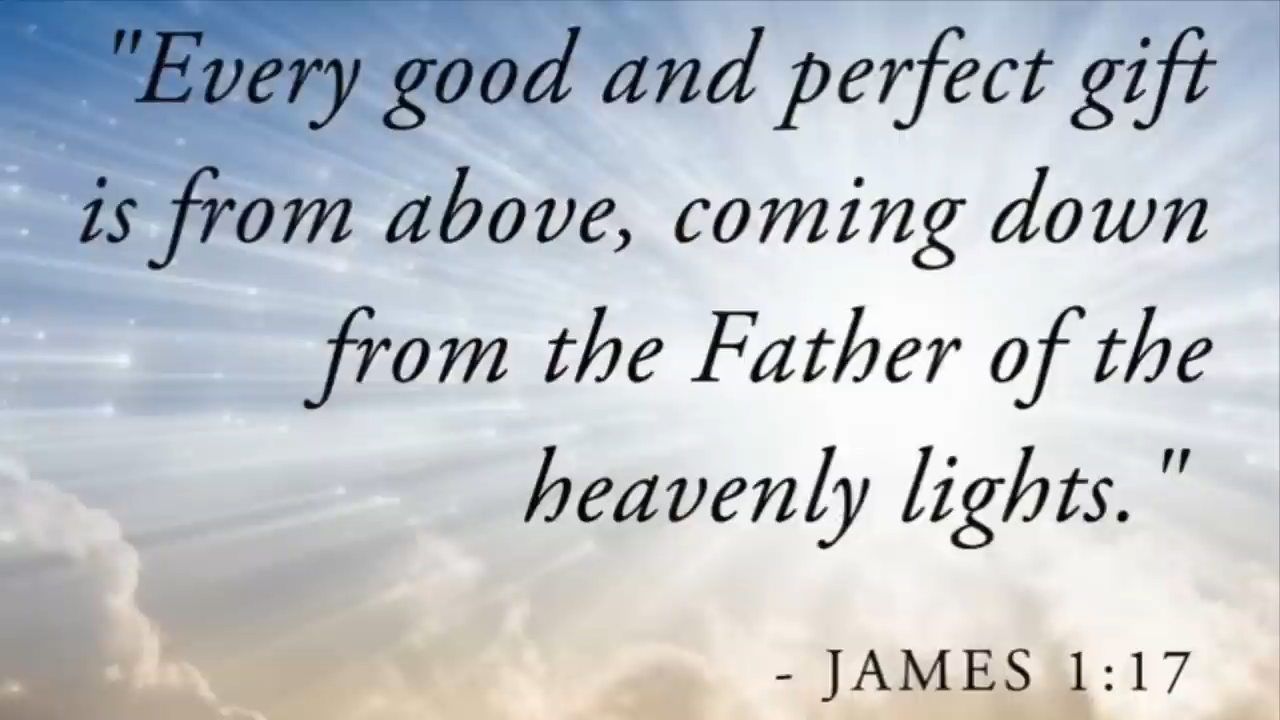 "Every good and perfect gift
is from above, coming down
from the Father of the
heavenly lights."
- JAMES 1:17